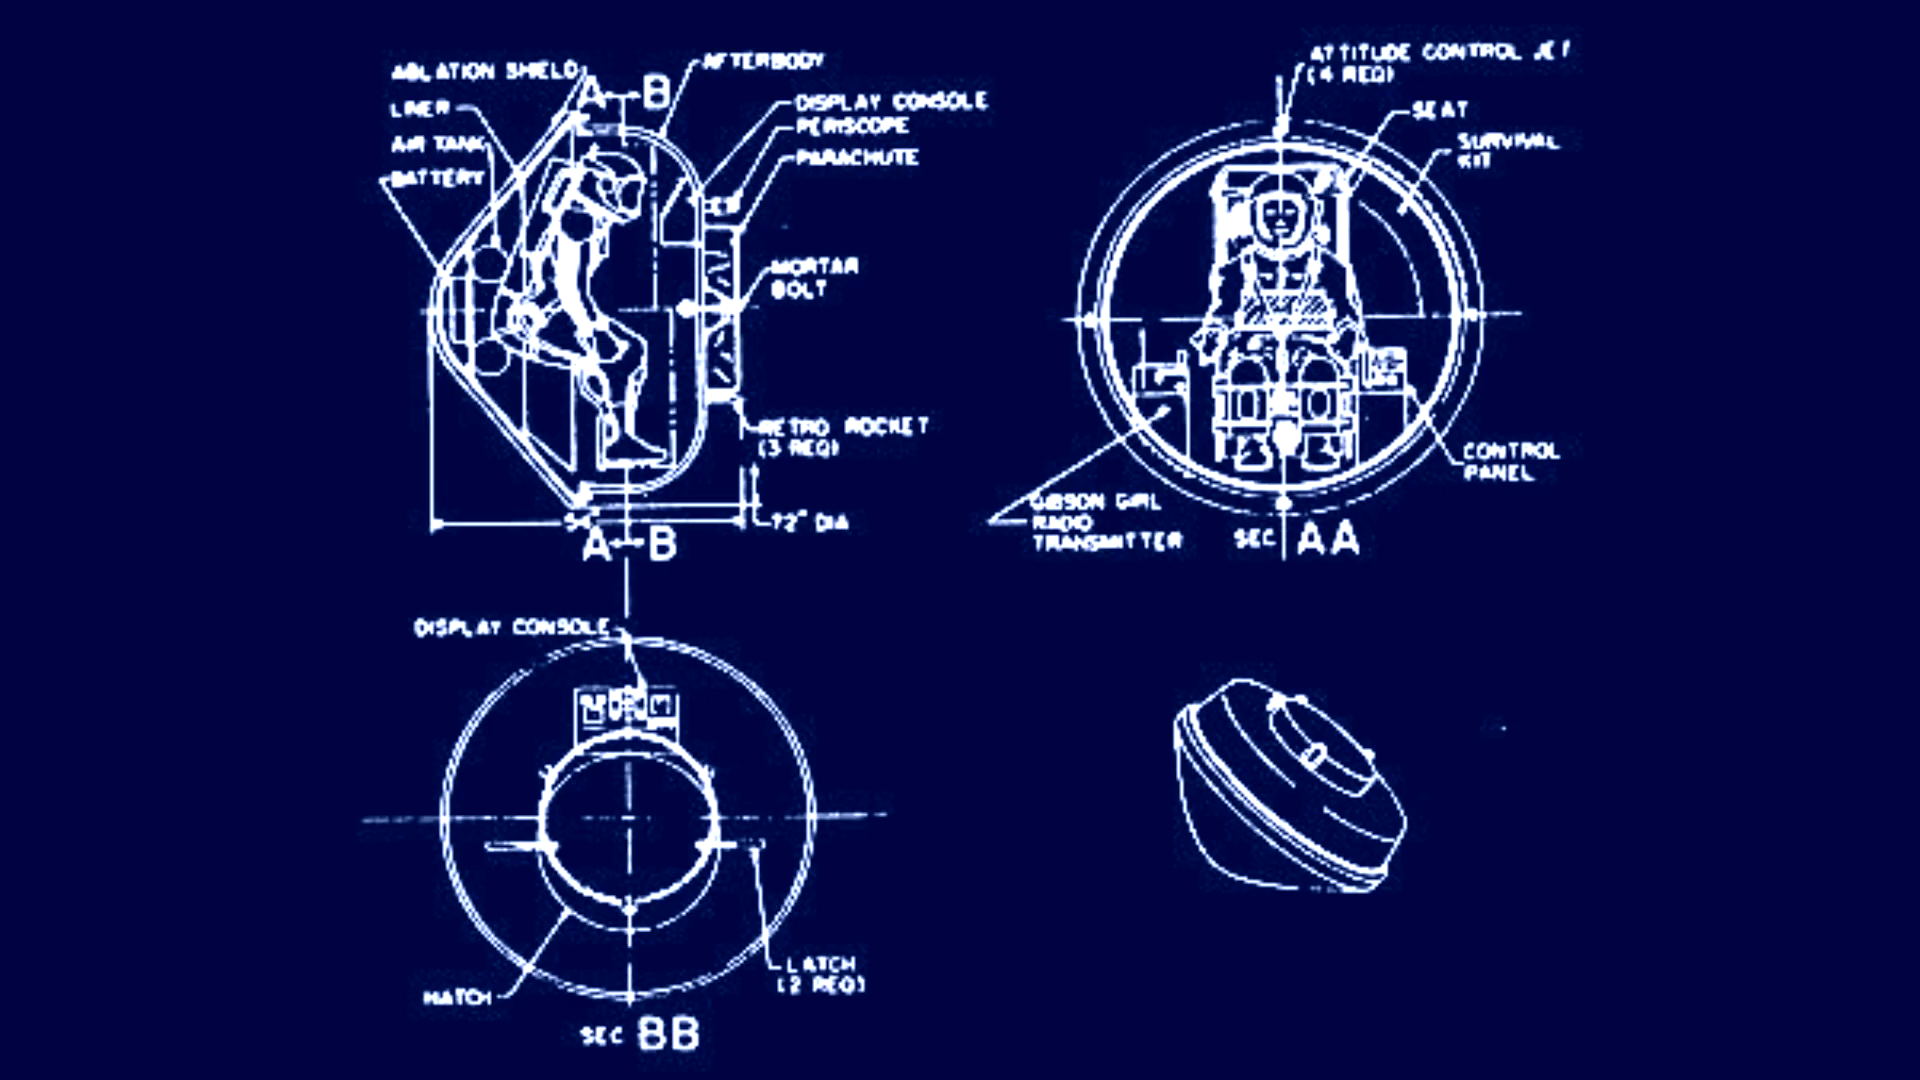 ABLATION SHIELD
LINER
AIR TANK
BATTERY
A B
AFTERBODY
DISPLAY CONSOLE
PERISCOPE
PARACHUTE
MORTAR
BOLT
RETRO ROCKET
(3 REQ)
72" DIA
A B
ATTITUDE CONTROL JET
(4 REQ)
SEAT
SURVIVAL
KIT
CONTROL
PANEL
GIBSON GIRL
RADIO
TRANSMITTER
SEC AA
DISPLAY CONSOLE
LATCH
(2 REQ)
HATCH
SEC BB